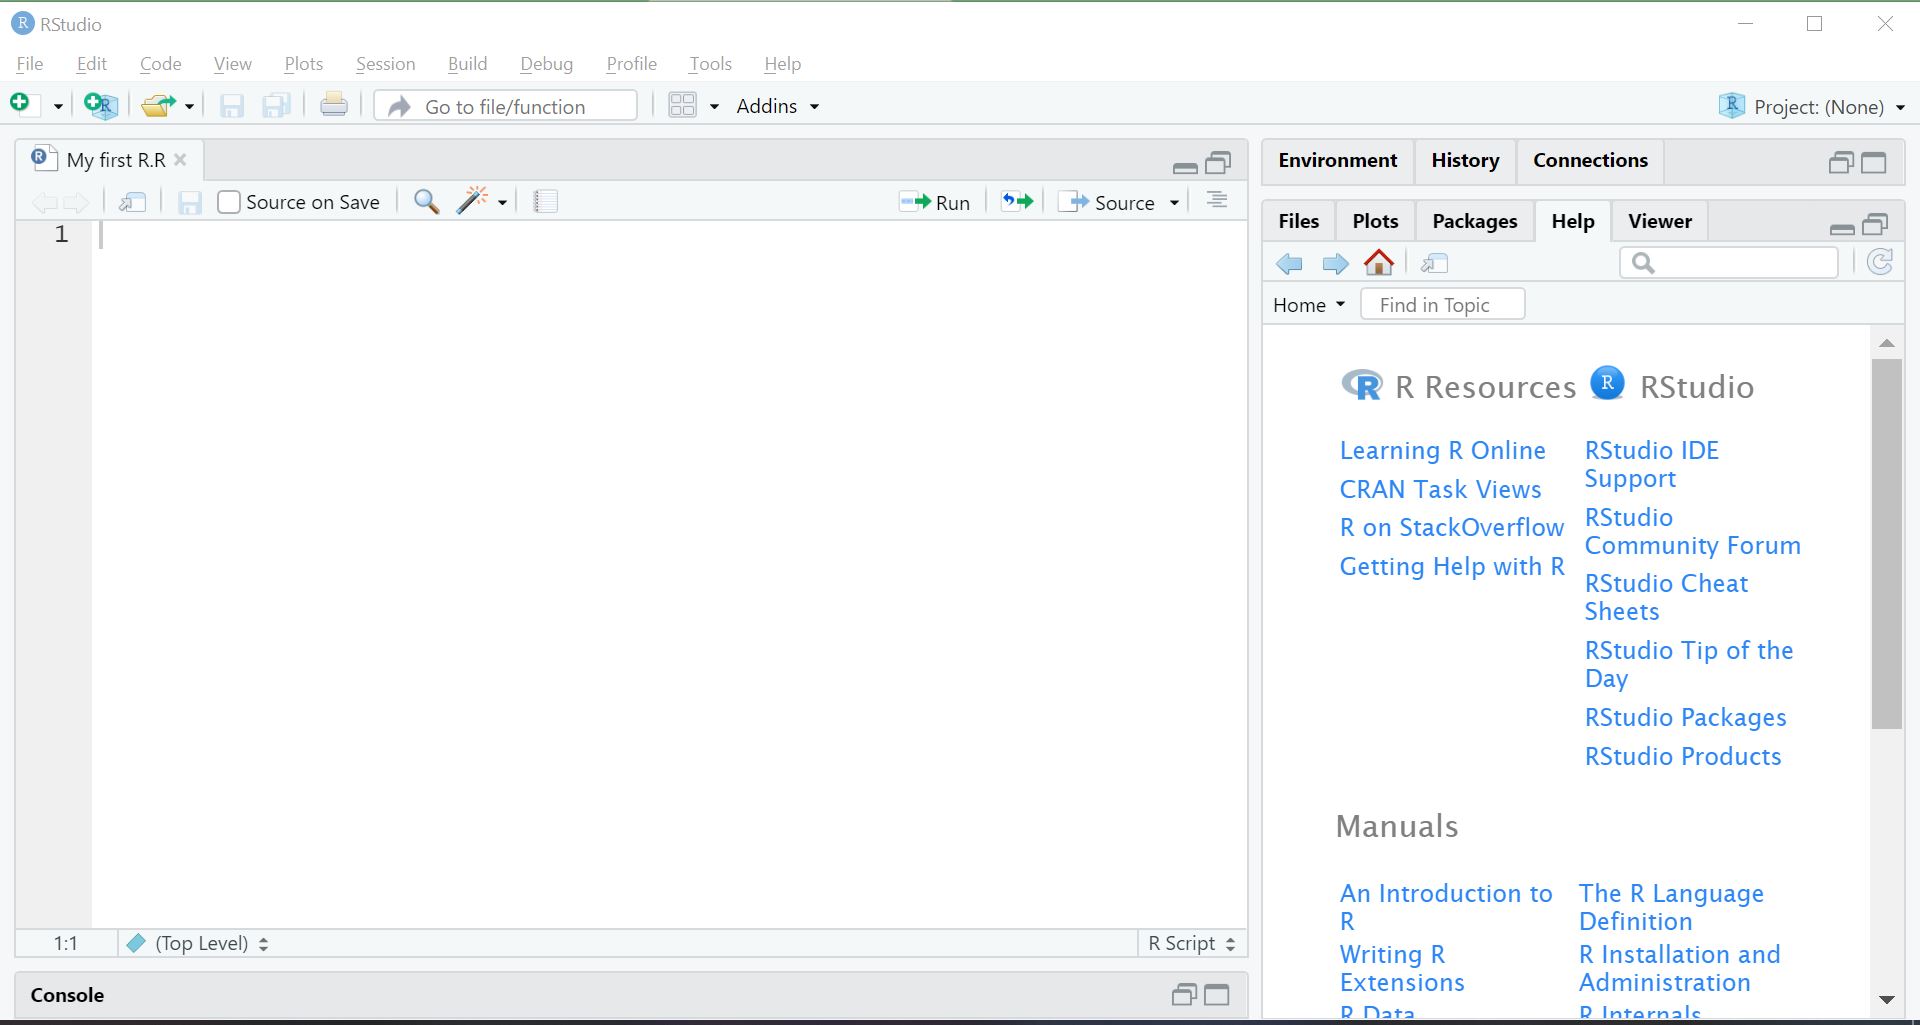 RStudio
File Edit Code View Plots Session Build Debug Profile Tools Help
Go to file/function Addins Project: (None)
My first R.R
Source on Save Run Source
1
1:1 (Top Level) R Script
Console
Environment History Connections
Files Plots Packages Help Viewer
Home Find in Topic
R Resources
Learning R Online
CRAN Task Views
R on StackOverflow
Getting Help with R
RStudio
RStudio IDE
Support
RStudio
Community Forum
RStudio Cheat
Sheets
RStudio Tip of the
Day
RStudio Packages
RStudio Products
Manuals
An Introduction to
R
Writing R
Extensions
R Data
The R Language
Definition
R Installation and
Administration
R Internals